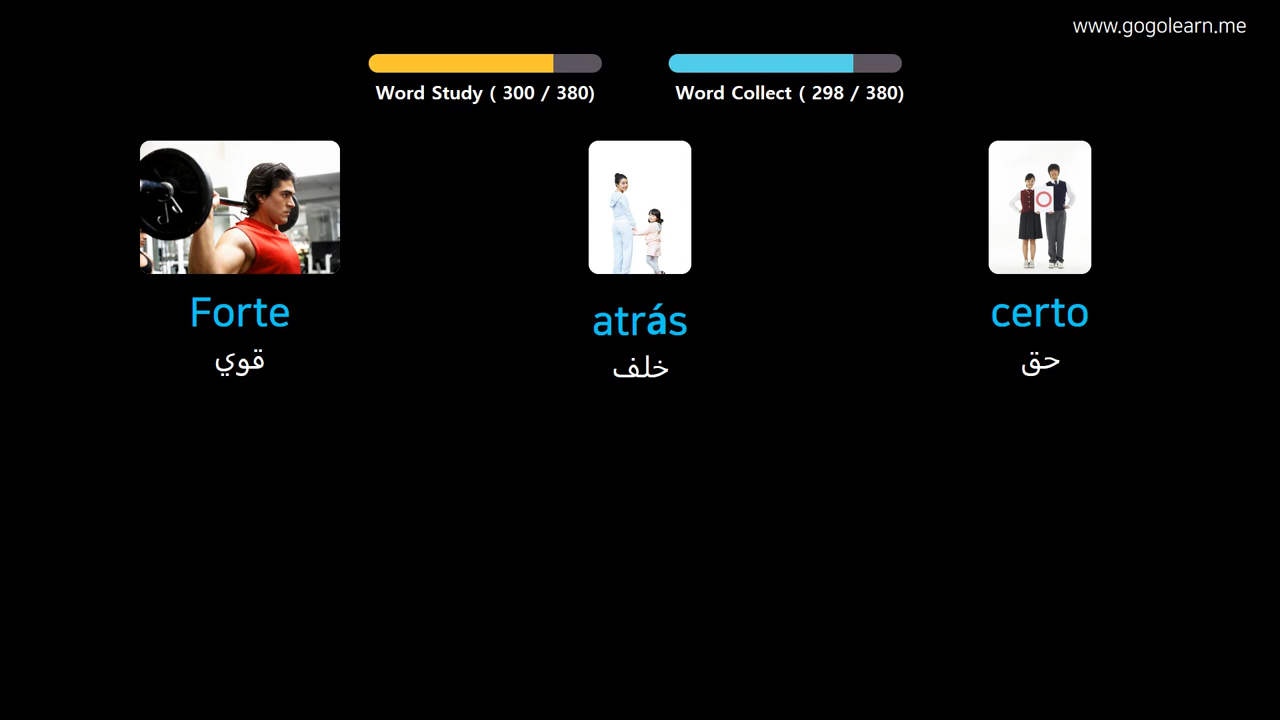 www.gogolearn.me
Word Study ( 300 / 380)
Word Collect ( 298 / 380)
Forte
قوي
atrás
خلف
certo
حق